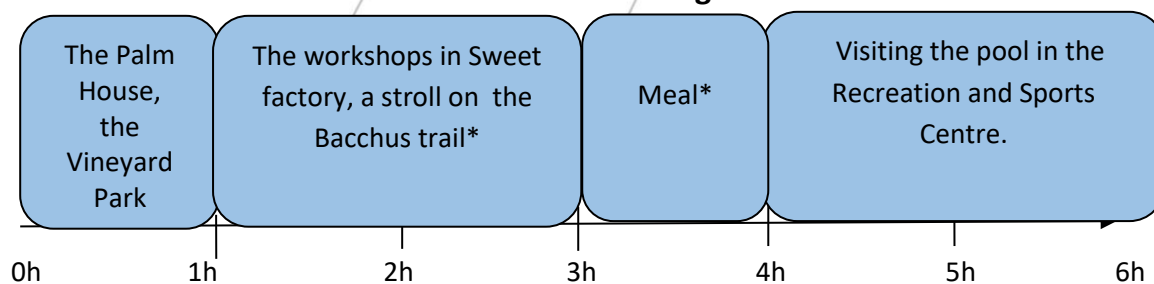 The Palm
House,
the
Vineyard
Park
The workshops in Sweet
factory, a stroll on the
Bacchus trail*
Meal*
Visiting the pool in the
Recreation and Sports
Centre.
0h 1h 2h 3h 4h 5h 6h